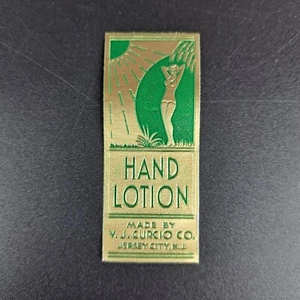 HAND
LOTION
MADE BY
V. J. CURCIO CO.
JERSEY CITY, N.J.